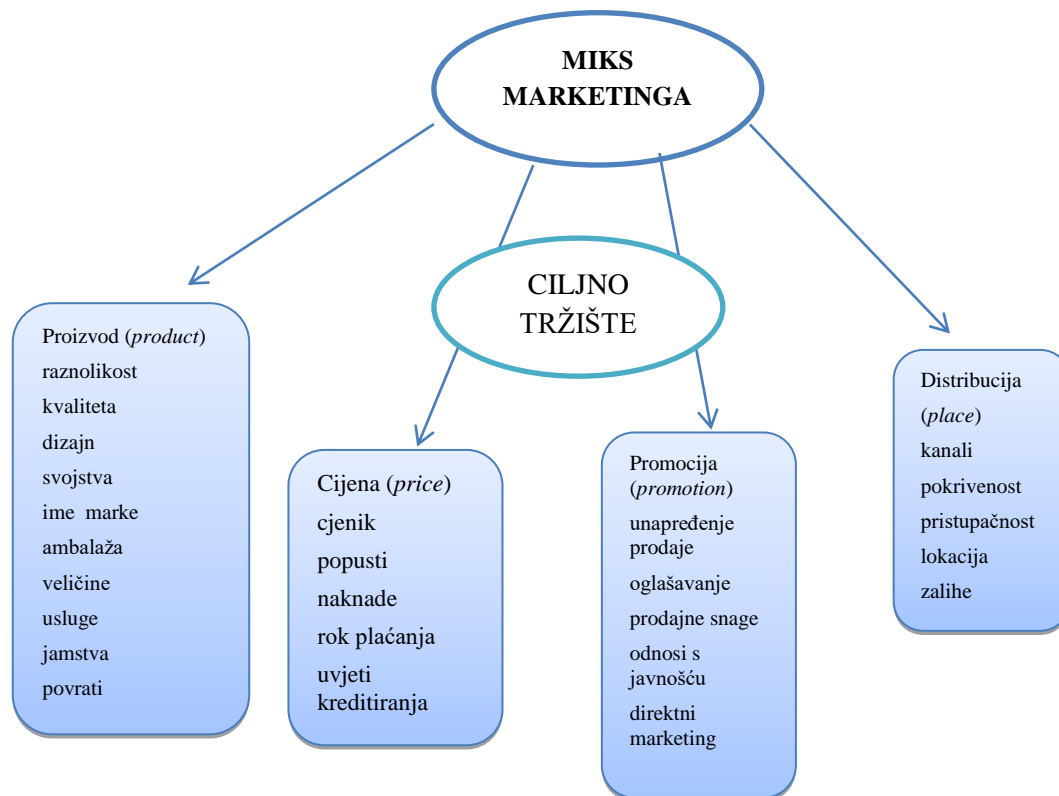 MIKS
MARKETINGA
CILJNO
TRŽIŠTE
Proizvod (product)
raznolikost
kvaliteta
dizajn
svojstva
ime marke
ambalaža
veličine
usluge
jamstva
povrati
Cijena (price)
cjenik
popusti
naknade
rok plaćanja
uvjeti
kreditiranja
Promocija
(promotion)
unapređenje
prodaje
oglašavanje
prodajne snage
odnosi s
javnošću
direktni
marketing
Distribucija
(place)
kanali
pokrivenost
pristupačnost
lokacija
zalihe